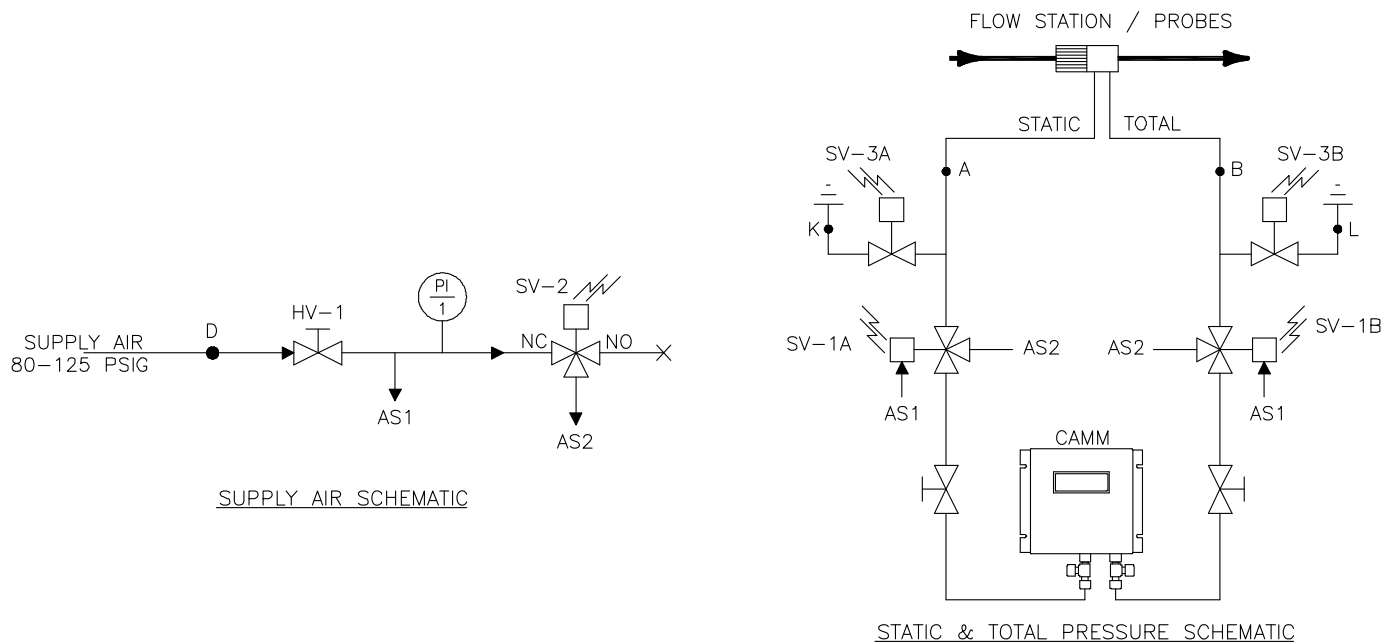 FLOW STATION / PROBES
STATIC
TOTAL
SV-3A
SV-3B
A
B
K
L
SV-2
PI
1
HV-1
D
NC
NO
SUPPLY AIR
80-125 PSIG
AS1
AS2
SUPPLY AIR SCHEMATIC
SV-1A
AS2
AS2
SV-1B
AS1
AS1
CAMM
STATIC & TOTAL PRESSURE SCHEMATIC